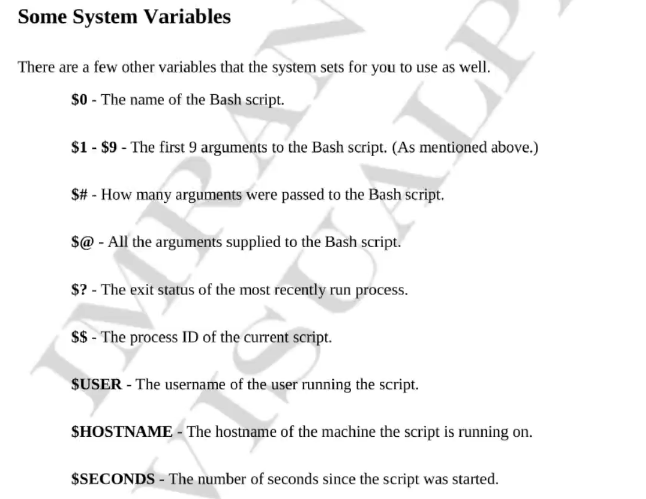 Some System Variables
There are a few other variables that the system sets for you to use as well.
$0 - The name of the Bash script.
$1 - $9 - The first 9 arguments to the Bash script. (As mentioned above.)
$# - How many arguments were passed to the Bash script.
$@ - All the arguments supplied to the Bash script.
$? - The exit status of the most recently run process.
$$ - The process ID of the current script.
$USER - The username of the user running the script.
$HOSTNAME - The hostname of the machine the script is running on.
$SECONDS - The number of seconds since the script was started.
IMRAN
VISUALP